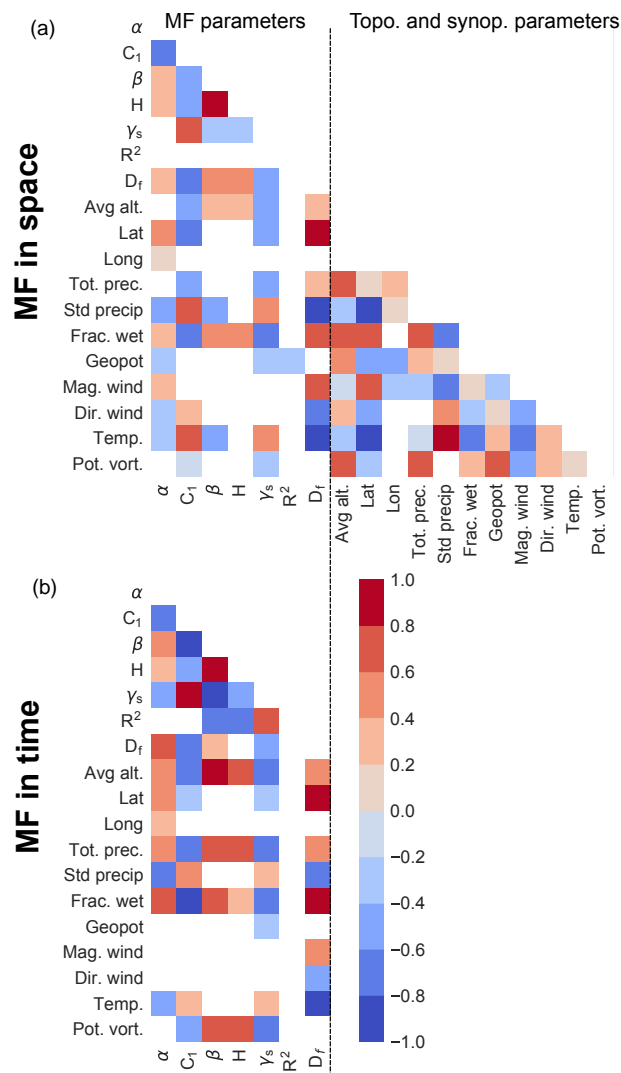 MF parameters Topo. and synop. parameters
(a)
MF in space
α
C₁
β
H
γₛ
R²
D_f
Avg alt.
Lat
Long
Tot. prec.
Std precip
Frac. wet
Geopot
Mag. wind
Dir. wind
Temp.
Pot. vort.
α C₁ β H γₛ R² D_f Avg alt. Lat Lon Tot. prec. Std precip Frac. wet Geopot Mag. wind Dir. wind Temp. Pot. vort.
(b)
MF in time
α
C₁
β
H
γₛ
R²
D_f
Avg alt.
Lat
Long
Tot. prec.
Std precip
Frac. wet
Geopot
Mag. wind
Dir. wind
Temp.
Pot. vort.
α C₁ β H γₛ R² D_f
1.0
0.8
0.6
0.4
0.2
0.0
−0.2
−0.4
−0.6
−0.8
−1.0